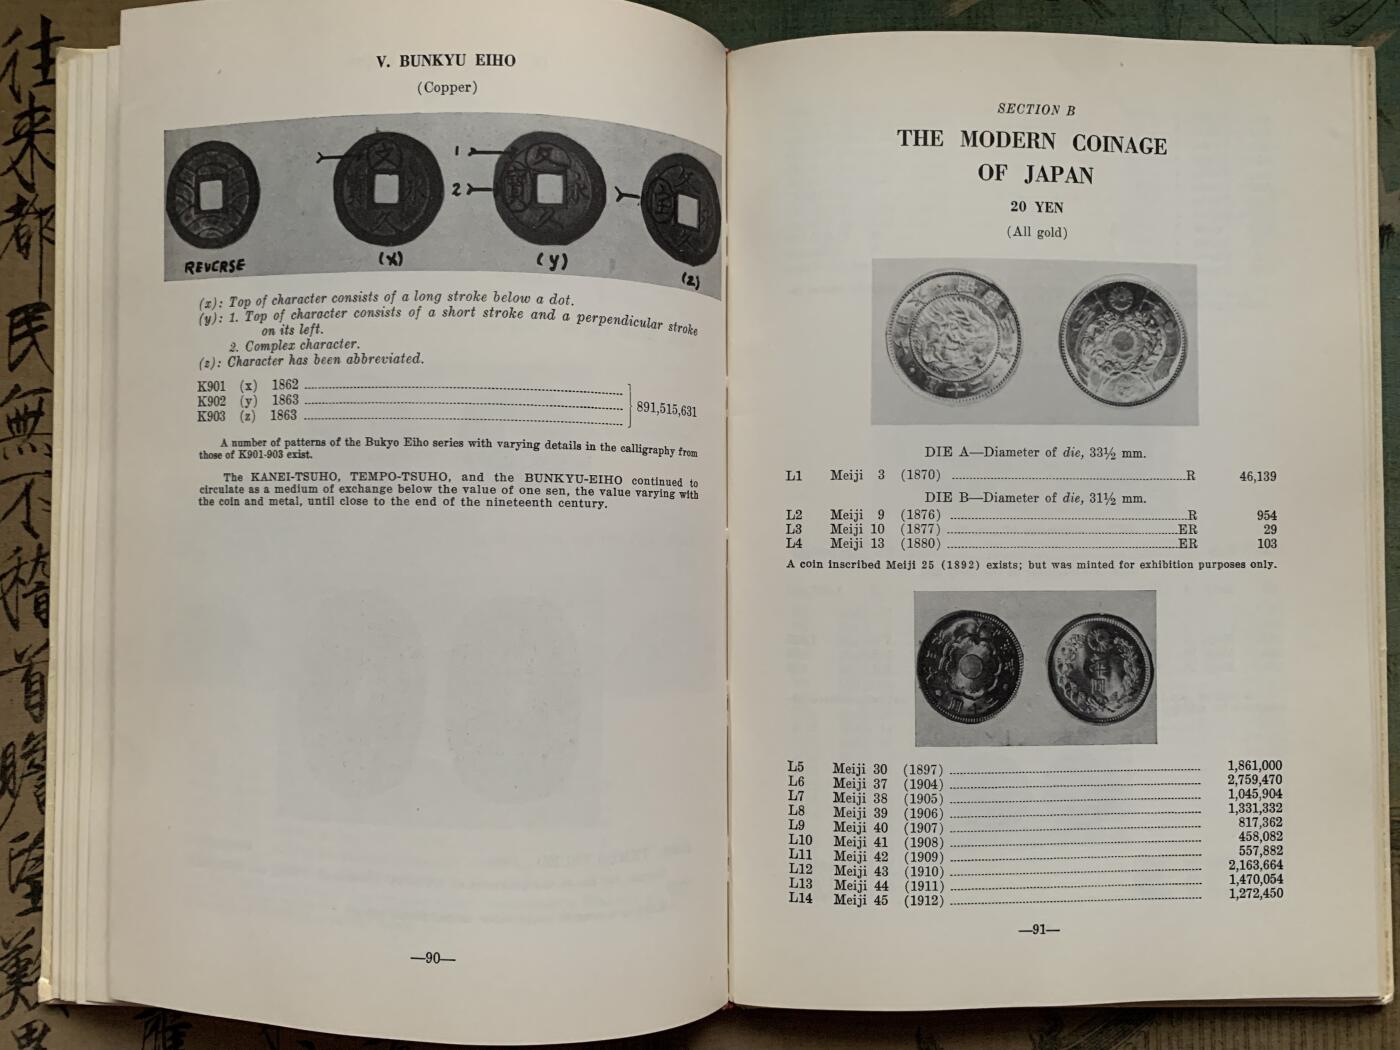 往
来
都
民
無
不
稽
首
V. BUNKYU EIHO
(Copper)
1
2
REVERSE
(x)
(y)
(z)
(x): Top of character consists of a long stroke below a dot.
(y): 1. Top of character consists of a short stroke and a perpendicular stroke
on its left.
2. Complex character.
(z): Character has been abbreviated.
K901 (x) 1862
K902 (y) 1863
K903 (z) 1863
891,515,631
A number of patterns of the Bukyo Eiho series with varying details in the calligraphy from
those of K901-903 exist.
The KANEI-TSUHO, TEMPO-TSUHO, and the BUNKYU-EIHO continued to
circulate as a medium of exchange below the value of one sen, the value varying with
the coin and metal, until close to the end of the nineteenth century.
—90—
SECTION B
THE MODERN COINAGE
OF JAPAN
20 YEN
(All gold)
DIE A—Diameter of die, 33½ mm.
L1 Meiji 3 (1870) R 46,139
DIE B—Diameter of die, 31½ mm.
L2 Meiji 9 (1876) R 954
L3 Meiji 10 (1877) ER 29
L4 Meiji 13 (1880) ER 103
A coin inscribed Meiji 25 (1892) exists; but was minted for exhibition purposes only.
L5 Meiji 30 (1897) 1,861,000
L6 Meiji 37 (1904) 2,759,470
L7 Meiji 38 (1905) 1,045,904
L8 Meiji 39 (1906) 1,331,332
L9 Meiji 40 (1907) 817,362
L10 Meiji 41 (1908) 458,082
L11 Meiji 42 (1909) 557,882
L12 Meiji 43 (1910) 2,163,664
L13 Meiji 44 (1911) 1,470,054
L14 Meiji 45 (1912) 1,272,450
—91—